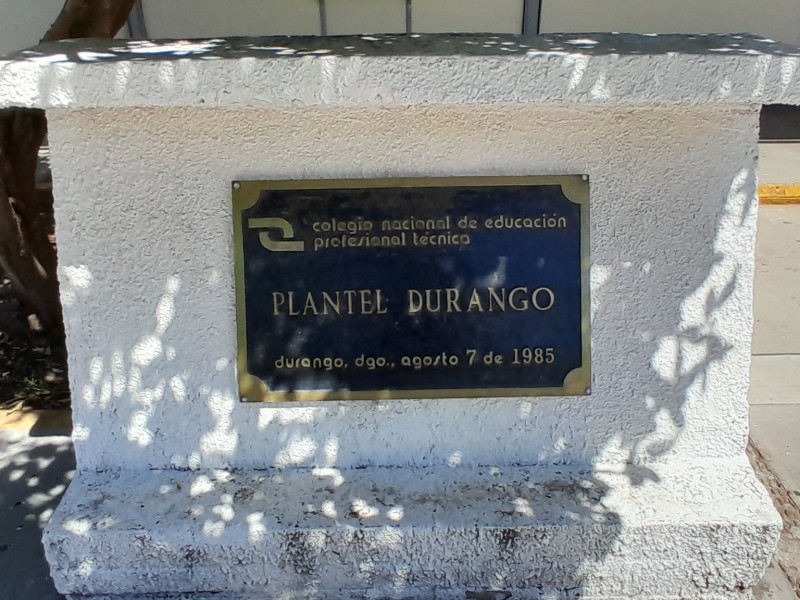 colegio nacional de educación
profesional técnica
PLANTEL DURANGO
durango, dgo., agosto 7 de 1985